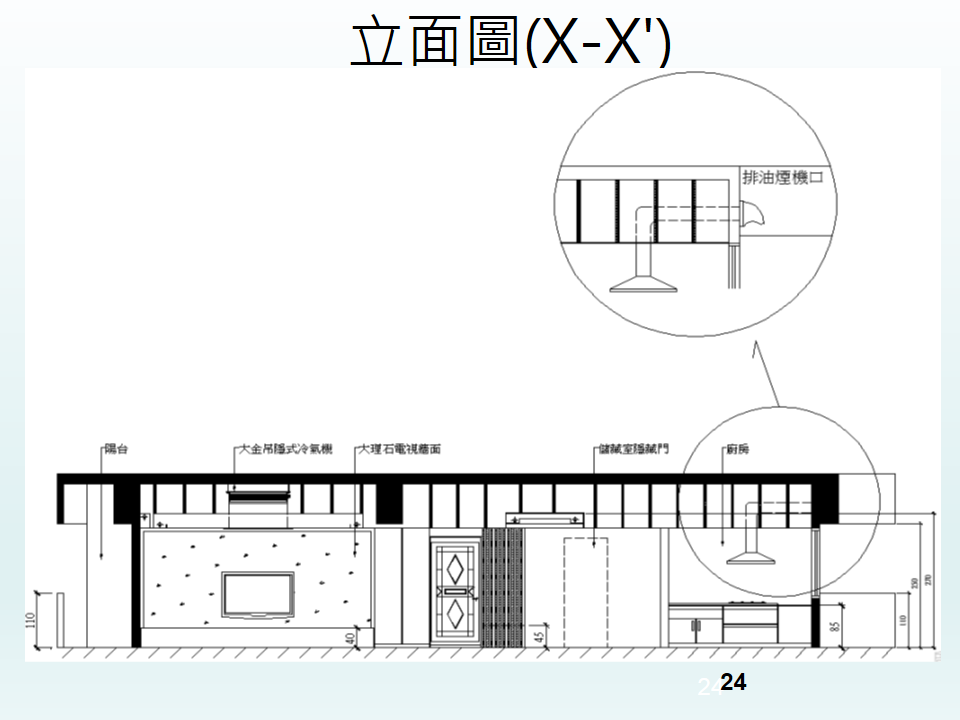 立面圖(X-X')
排油煙機口
陽台
大金吊隱式冷氣機
大理石電視牆面
儲藏室隱藏門
廚房
110
40
45
85
110
250
270
24
24